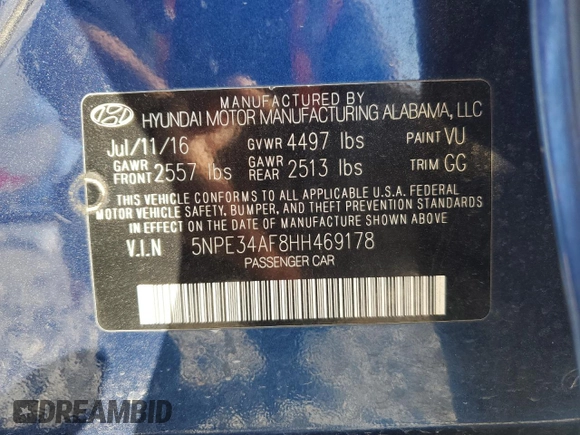 MANUFACTURED BY
HYUNDAI MOTOR MANUFACTURING ALABAMA, LLC
Jul/11/16 GVWR 4497 lbs PAINT VU
GAWR FRONT 2557 lbs GAWR REAR 2513 lbs TRIM GG
THIS VEHICLE CONFORMS TO ALL APPLICABLE U.S.A. FEDERAL
MOTOR VEHICLE SAFETY, BUMPER, AND THEFT PREVENTION STANDARDS
IN EFFECT ON THE DATE OF MANUFACTURE SHOWN ABOVE.
V.I.N 5NPE34AF8HH469178
PASSENGER CAR
DREAMBID